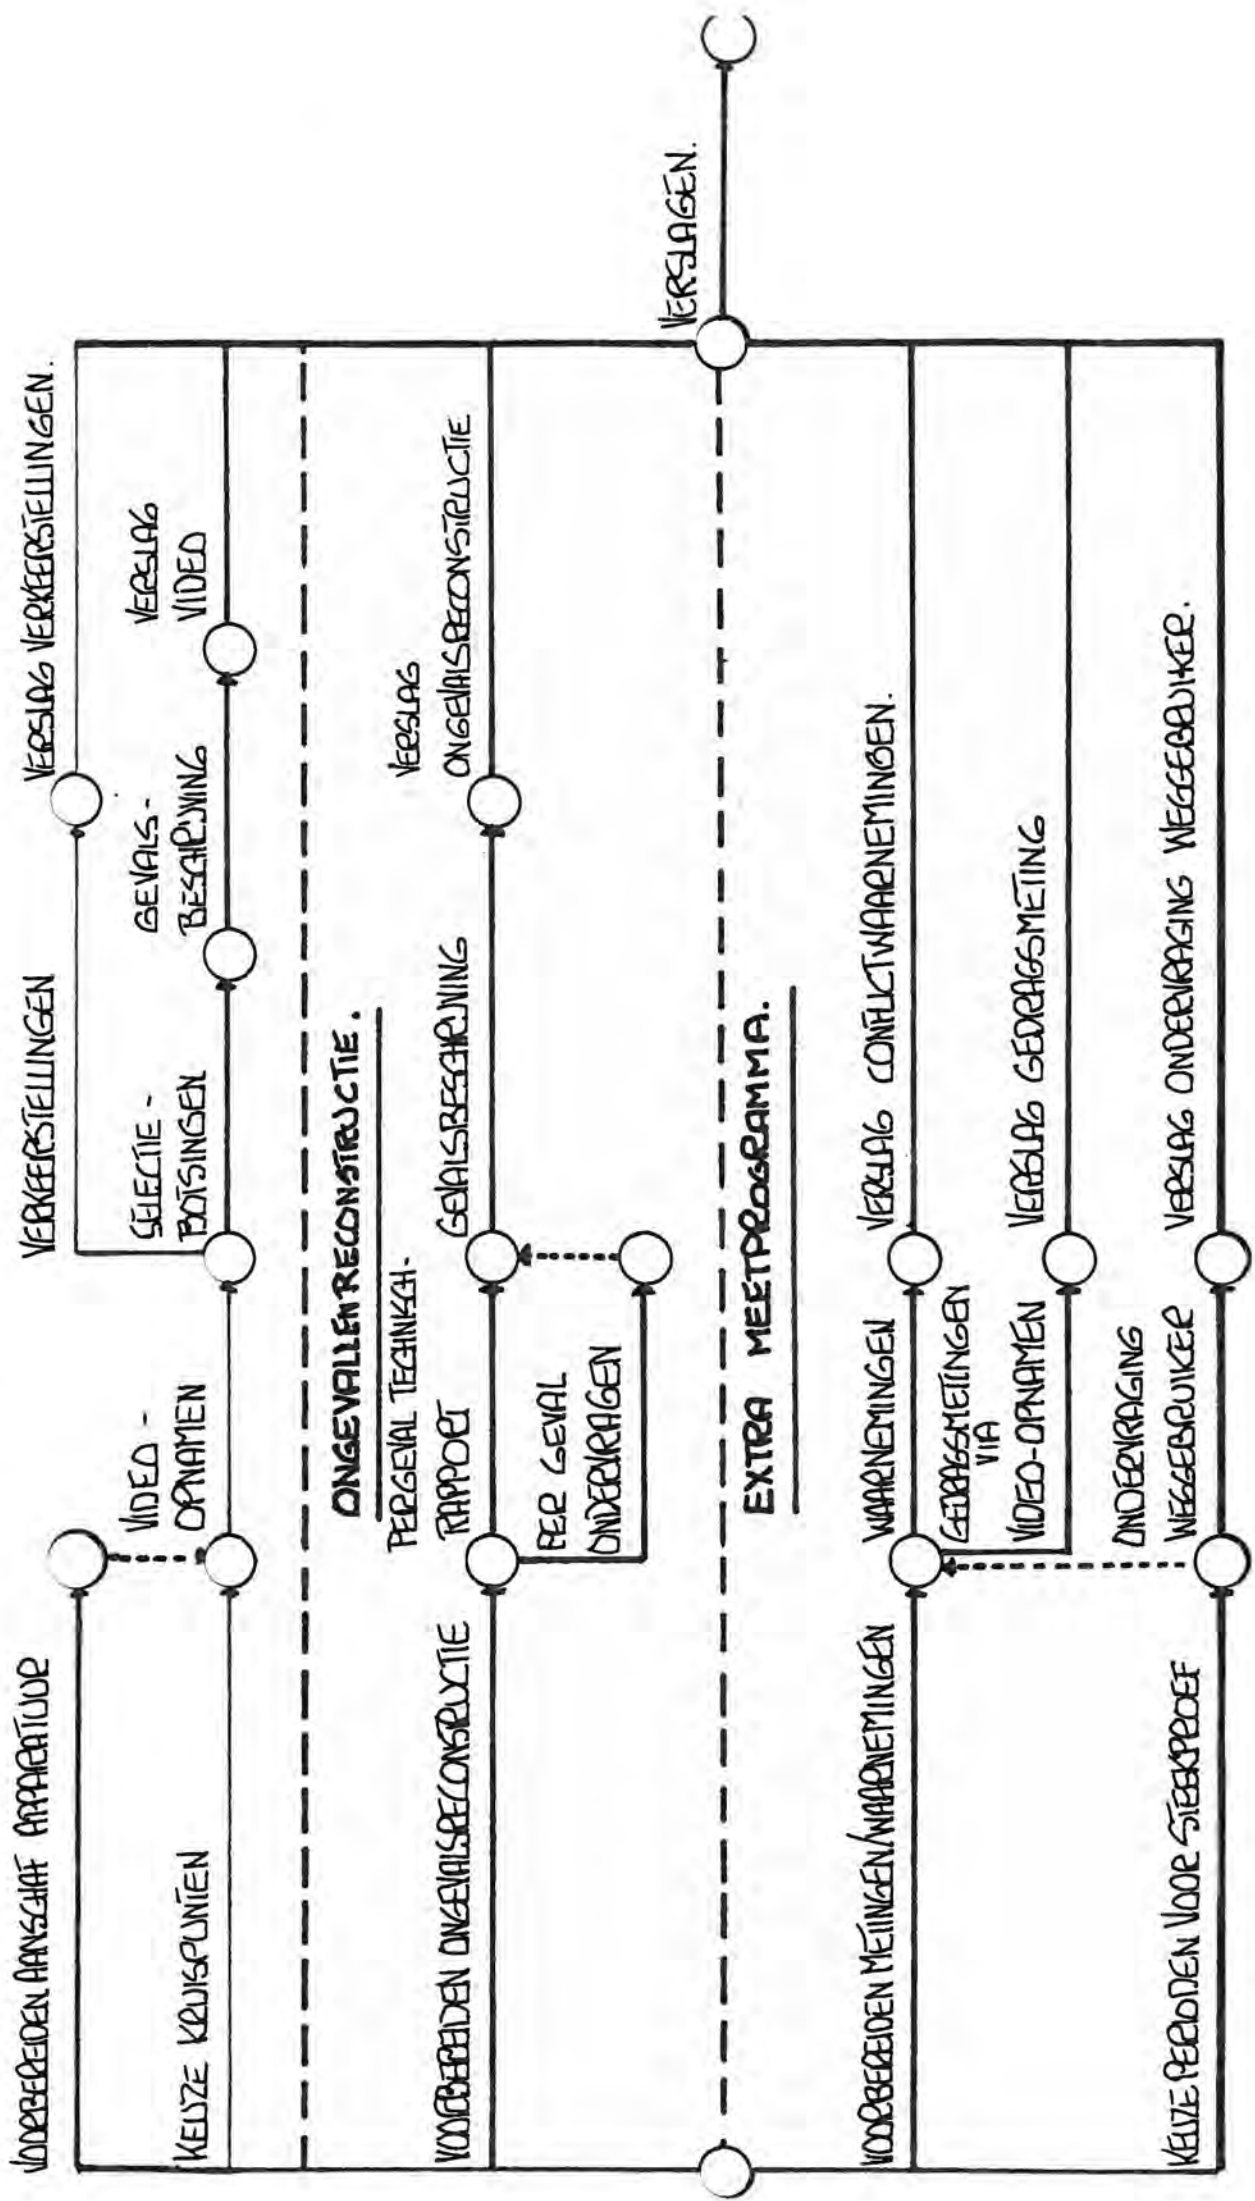 VOORBEREIDEN AANSCHAF APPARATUUR
VERKEERSTELLINGEN
VERSLAG VERKEERSTELLINGEN.
VIDEO-
OPNAMEN
SELECTIE-
BOTSINGEN
GEVALS-
BESCHRIJVING
VERSLAG
VIDEO
KEUZE KRUISPUNTEN
ONGEVALLENRECONSTRUCTIE.
PER GEVAL TECHNISCH-
RAPPORT
VERSLAG
ONGEVALSRECONSTRUCTIE
VOORBEREIDEN ONGEVALSRECONSTRUCTIE
GEVALSBESCHRIJVING
PER GEVAL
ONDERVRAGEN
VERSLAGEN.
EXTRA MEETPROGRAMMA.
VOORBEREIDEN METINGEN/WAARNEMINGEN
WAARNEMINGEN
VERSLAG CONFLICTWAARNEMINGEN.
GEDRAGSMETINGEN
VIA
VIDEO-OPNAMEN
VERSLAG GEDRAGSMETING
ONDERVRAGING
WEGGEBRUIKER
KEUZE PERIODEN VOOR STEEKPROEF
VERSLAG ONDERVRAGING WEGGEBRUIKER.